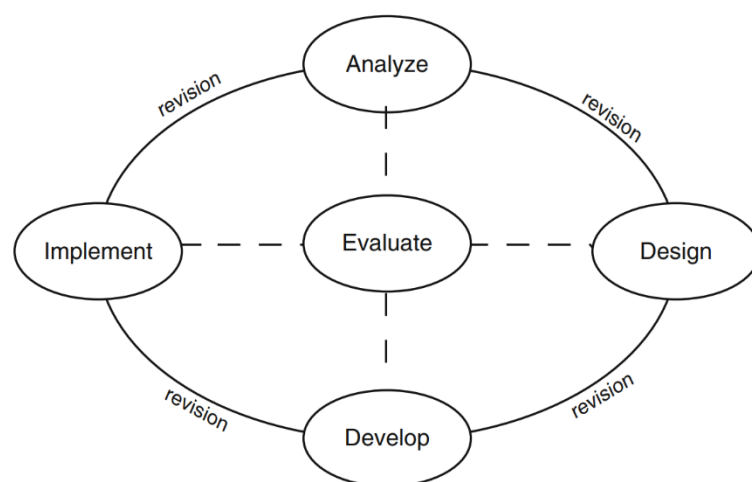 Analyze
revision
revision
Implement
Evaluate
Design
revision
revision
Develop